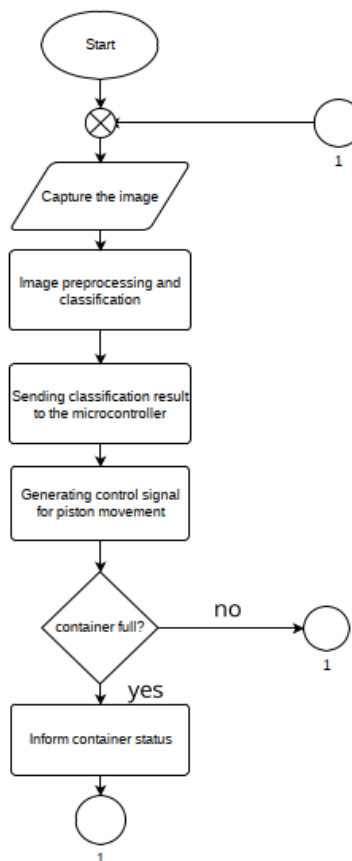 Start
1
Capture the image
Image preprocessing and
classification
Sending classification result
to the microcontroller
Generating control signal
for piston movement
container full?
no
1
yes
Inform container status
1